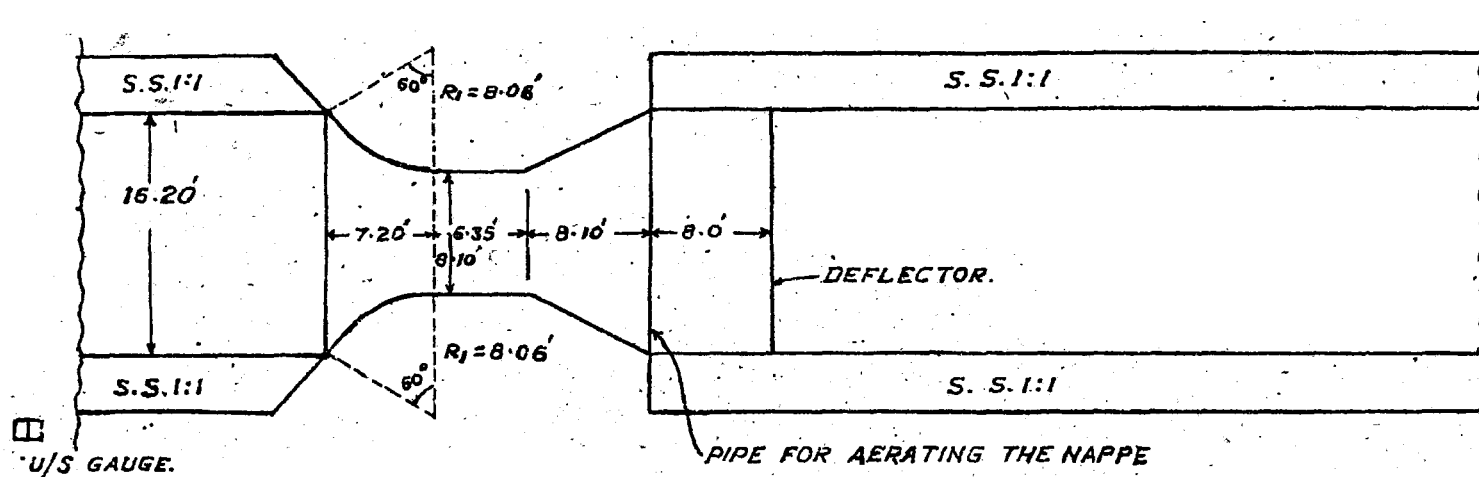 S.S.1:1
60°
R1=8.06'
S.S.1:1
16.20'
7.20'
6.35'
8.10'
8.0'
8.10'
DEFLECTOR.
R1=8.06'
60°
S.S.1:1
S.S.1:1
U/S GAUGE.
PIPE FOR AERATING THE NAPPE